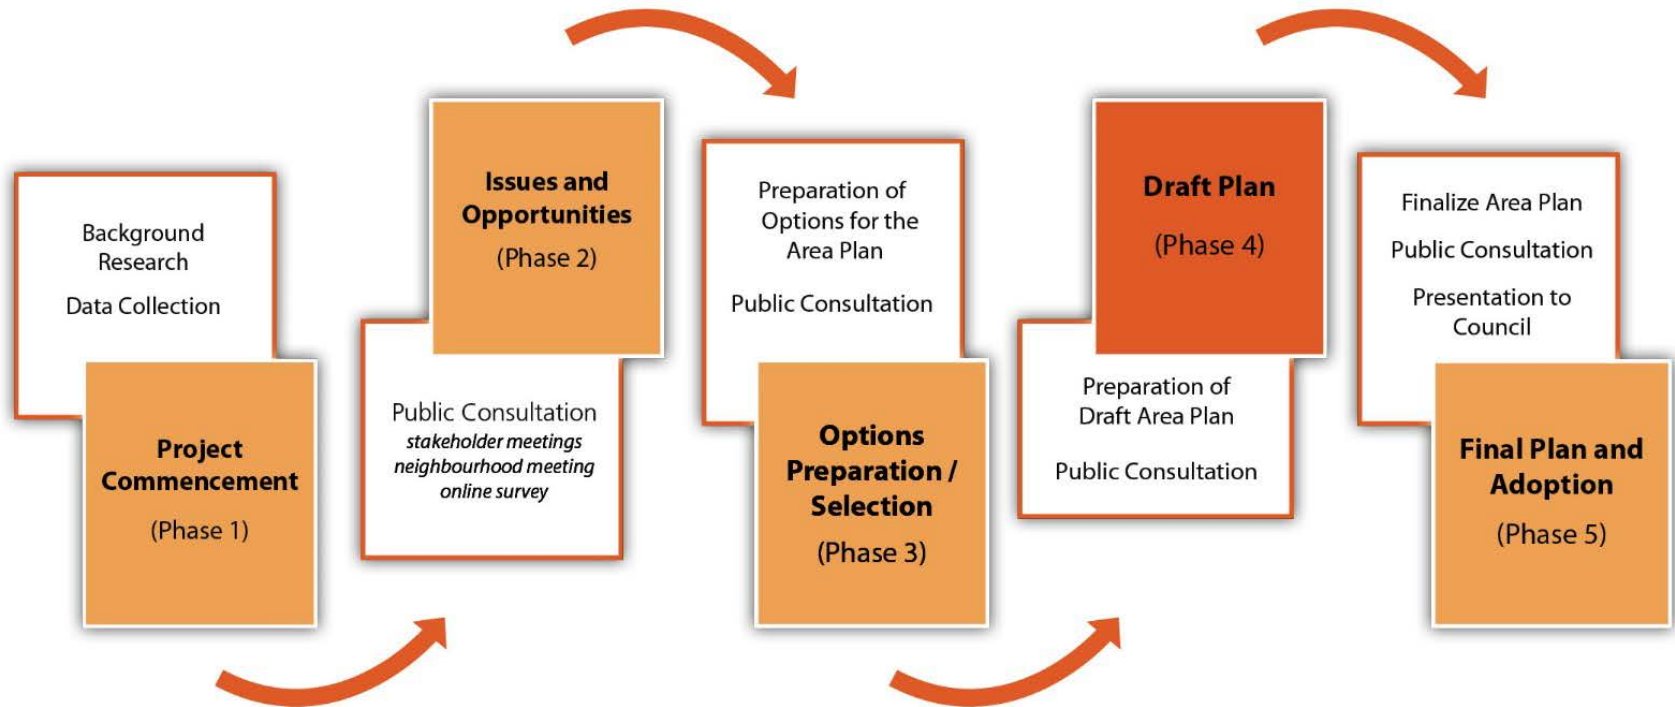 Background
Research
Data Collection
Project
Commencement
(Phase 1)
Issues and
Opportunities
(Phase 2)
Public Consultation
stakeholder meetings
neighbourhood meeting
online survey
Preparation of
Options for the
Area Plan
Public Consultation
Options
Preparation /
Selection
(Phase 3)
Draft Plan
(Phase 4)
Preparation of
Draft Area Plan
Public Consultation
Finalize Area Plan
Public Consultation
Presentation to
Council
Final Plan and
Adoption
(Phase 5)